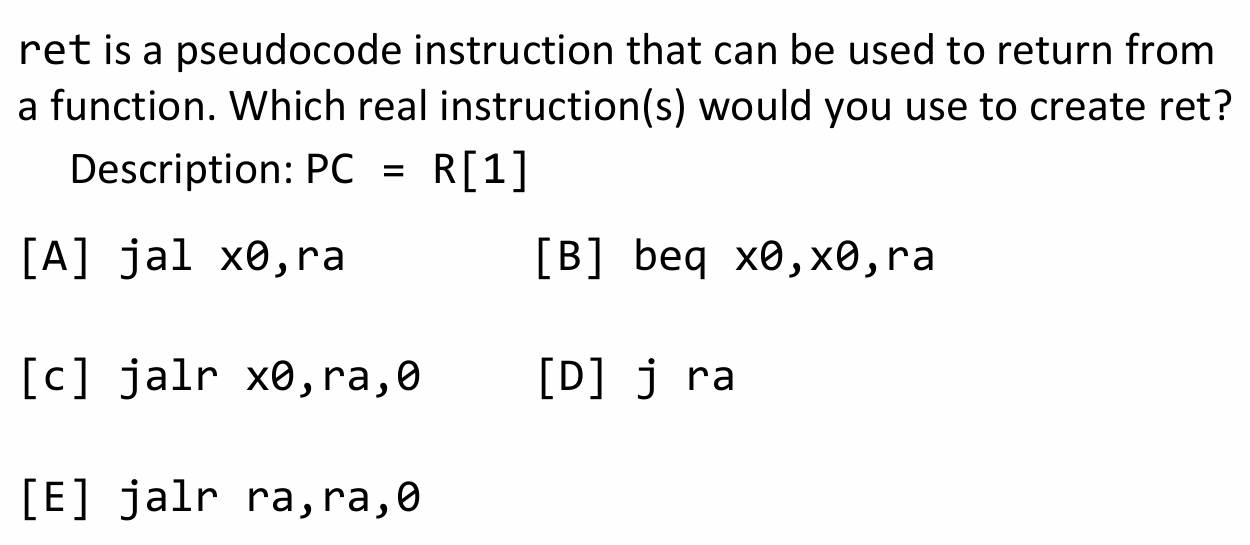 ret is a pseudocode instruction that can be used to return from
a function. Which real instruction(s) would you use to create ret?
Description: PC = R[1]
[A] jal x0,ra [B] beq x0,x0,ra
[c] jalr x0,ra,0 [D] j ra
[E] jalr ra,ra,0